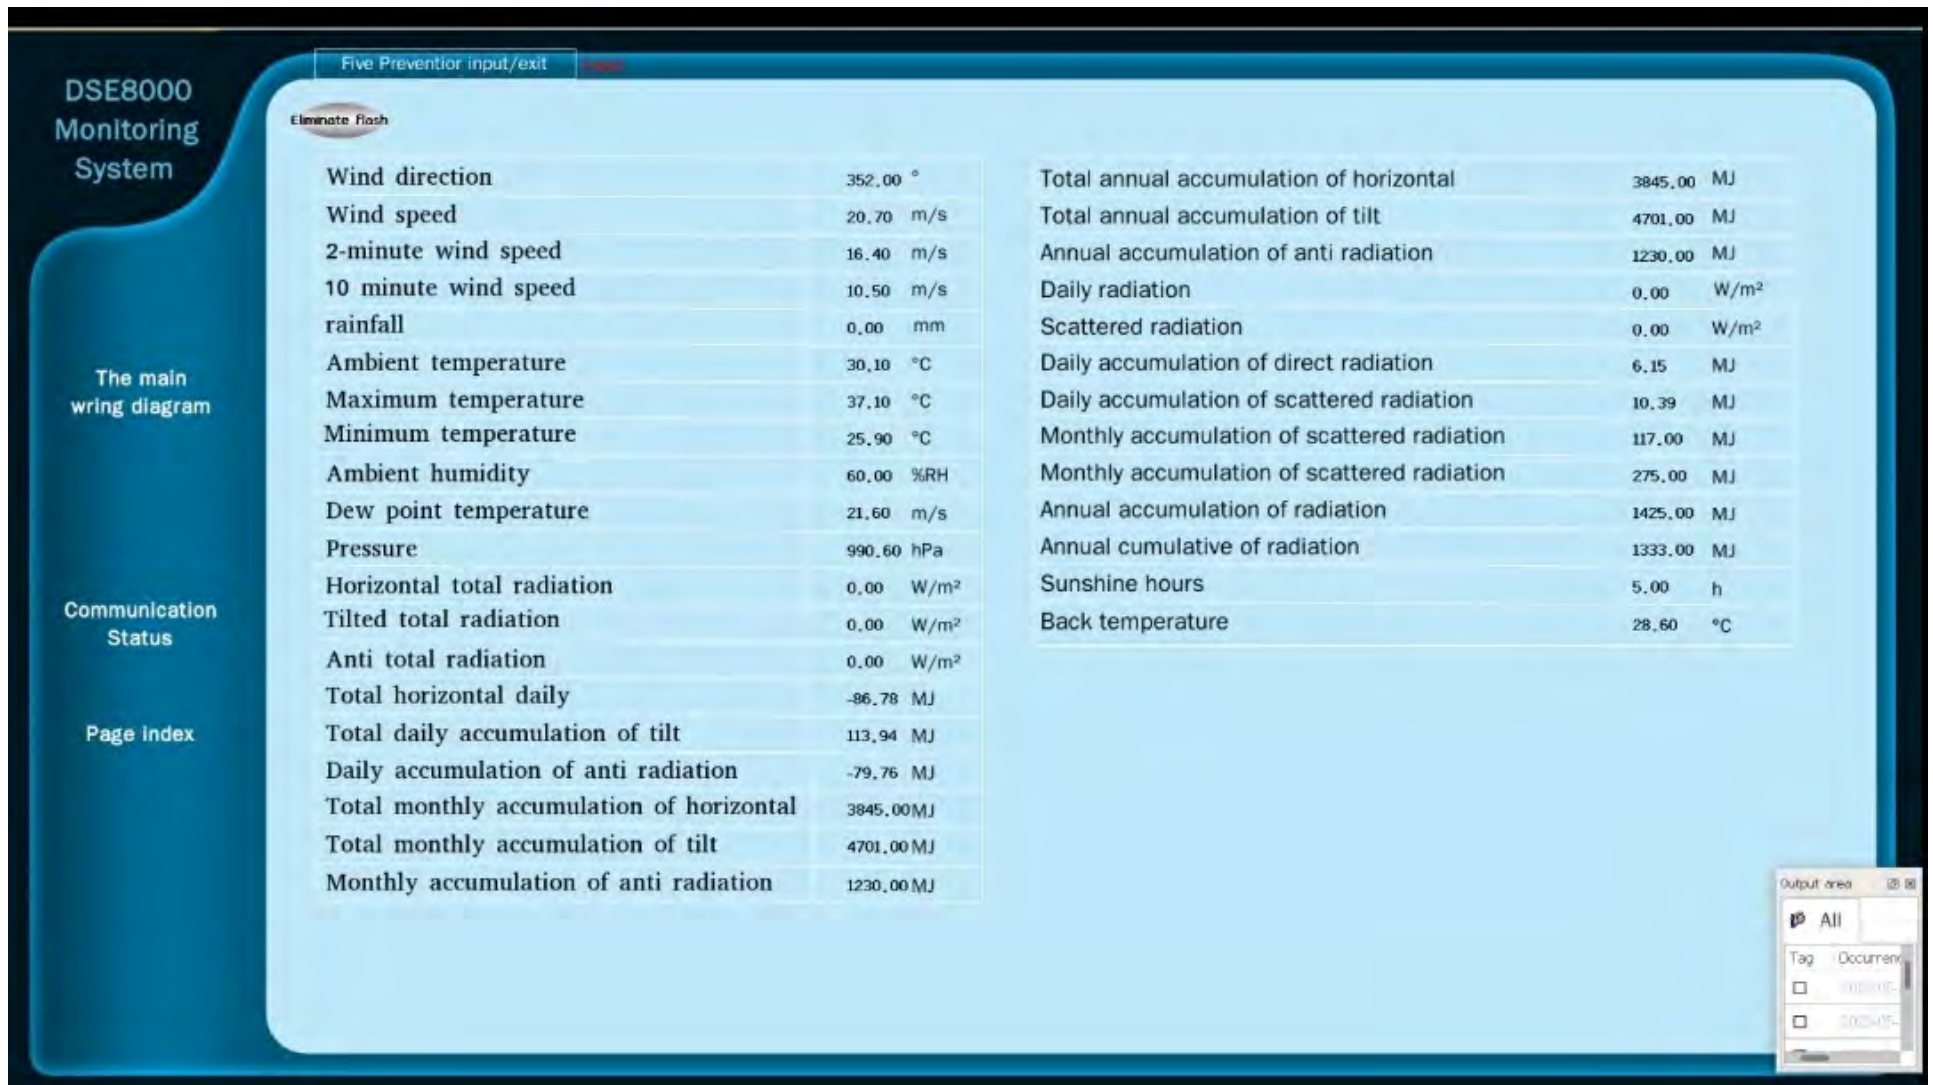 Five Preventior input/exit
DSE8000
Monitoring
System
Eliminate flash
Wind direction 352.00 °
Wind speed 20.70 m/s
2-minute wind speed 16.40 m/s
10 minute wind speed 10.50 m/s
rainfall 0.00 mm
Ambient temperature 30.10 °C
Maximum temperature 37.10 °C
Minimum temperature 25.90 °C
Ambient humidity 60.00 %RH
Dew point temperature 21.60 m/s
Pressure 990.60 hPa
Horizontal total radiation 0.00 W/m²
Tilted total radiation 0.00 W/m²
Anti total radiation 0.00 W/m²
Total horizontal daily -86.78 MJ
Total daily accumulation of tilt 113.94 MJ
Daily accumulation of anti radiation -79.76 MJ
Total monthly accumulation of horizontal 3845.00 MJ
Total monthly accumulation of tilt 4701.00 MJ
Monthly accumulation of anti radiation 1230.00 MJ
Total annual accumulation of horizontal 3845.00 MJ
Total annual accumulation of tilt 4701.00 MJ
Annual accumulation of anti radiation 1230.00 MJ
Daily radiation 0.00 W/m²
Scattered radiation 0.00 W/m²
Daily accumulation of direct radiation 6.15 MJ
Daily accumulation of scattered radiation 10.39 MJ
Monthly accumulation of scattered radiation 117.00 MJ
Monthly accumulation of scattered radiation 275.00 MJ
Annual accumulation of radiation 1425.00 MJ
Annual cumulative of radiation 1333.00 MJ
Sunshine hours 5.00 h
Back temperature 28.60 °C
The main
wring diagram
Communication
Status
Page index
Output area
All
Tag Occurrenc